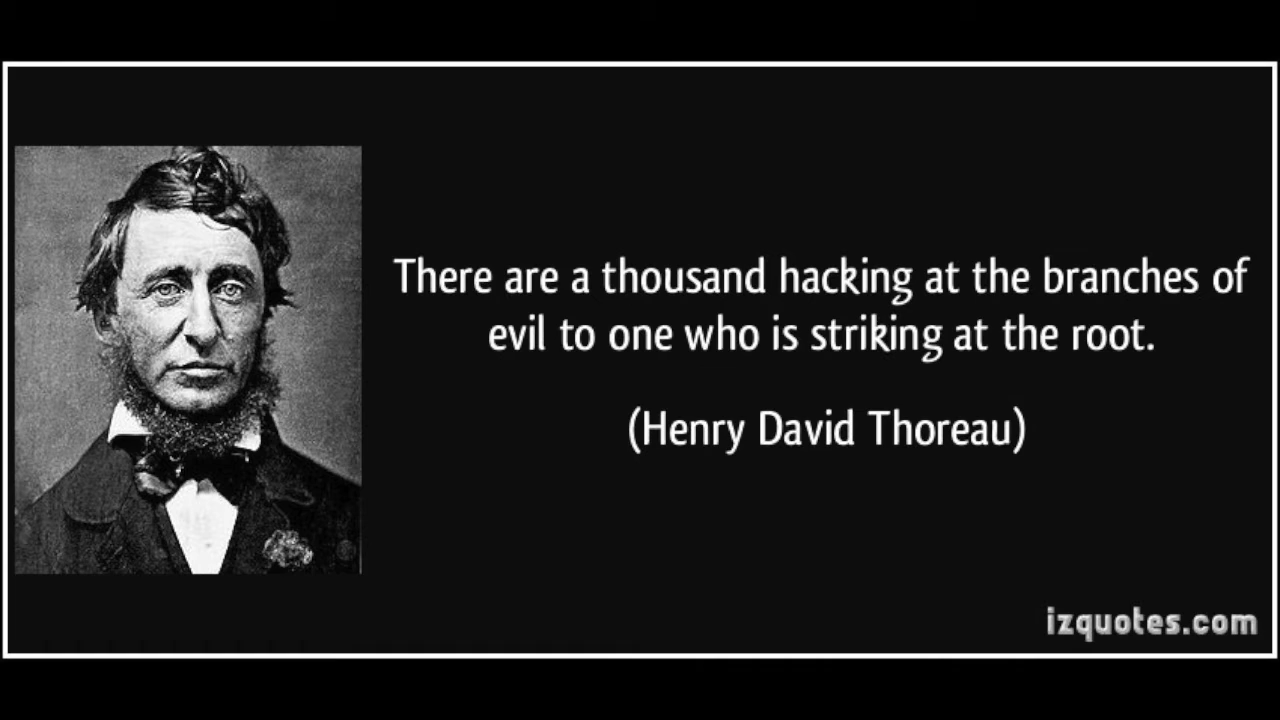 There are a thousand hacking at the branches of
evil to one who is striking at the root.
(Henry David Thoreau)
izquotes.com